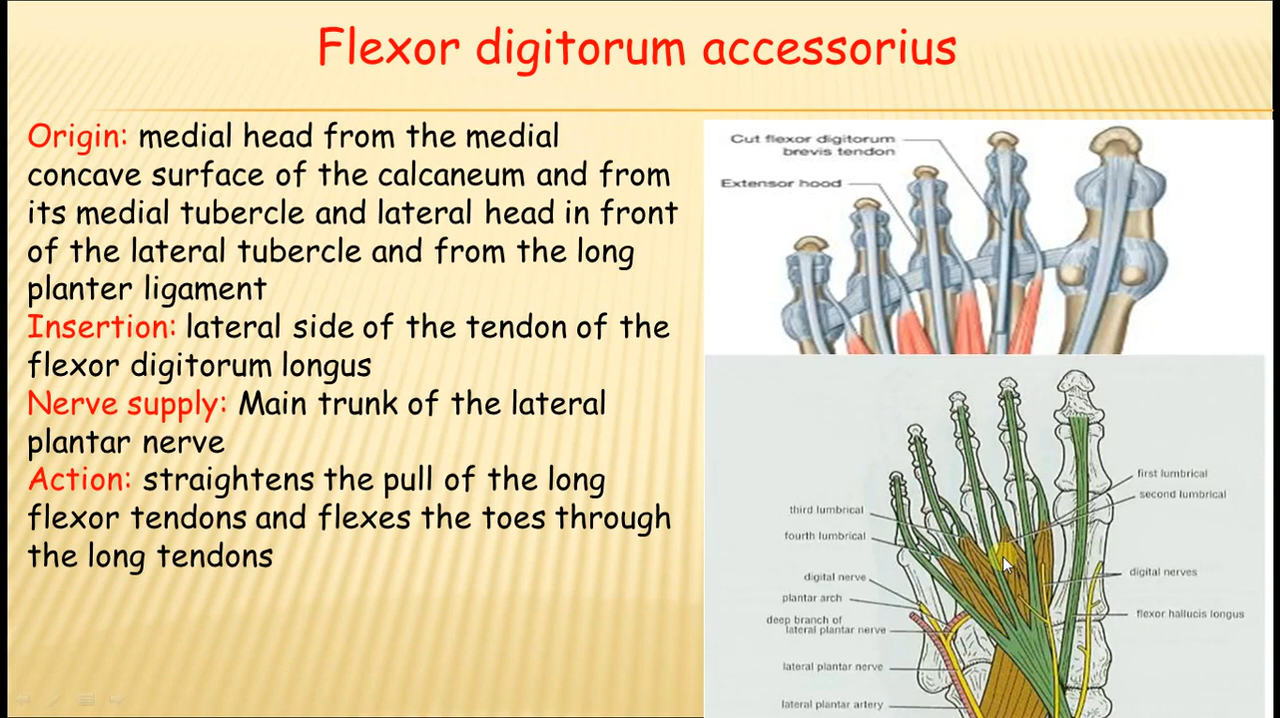 Flexor digitorum accessorius
Origin: medial head from the medial
concave surface of the calcaneum and from
its medial tubercle and lateral head in front
of the lateral tubercle and from the long
planter ligament
Insertion: lateral side of the tendon of the
flexor digitorum longus
Nerve supply: Main trunk of the lateral
plantar nerve
Action: straightens the pull of the long
flexor tendons and flexes the toes through
the long tendons
Cut flexor digitorum
brevis tendon
Extensor hood
first lumbrical
second lumbrical
third lumbrical
fourth lumbrical
digital nerve
plantar arch
deep branch of
lateral plantar nerve
lateral plantar nerve
lateral plantar artery
digital nerves
flexor hallucis longus